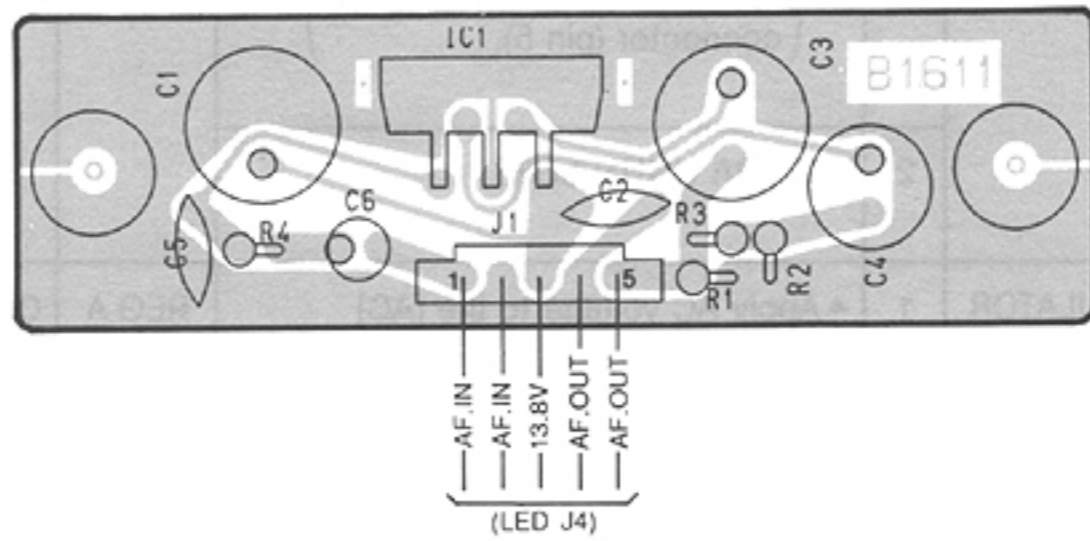 IC1
C1
C3
B1611
C6
C2
J1
R3
C5
R4
1
5
R1
R2
C4
AF.IN
AF.IN
13.8V
AF.OUT
AF.OUT
(LED J4)